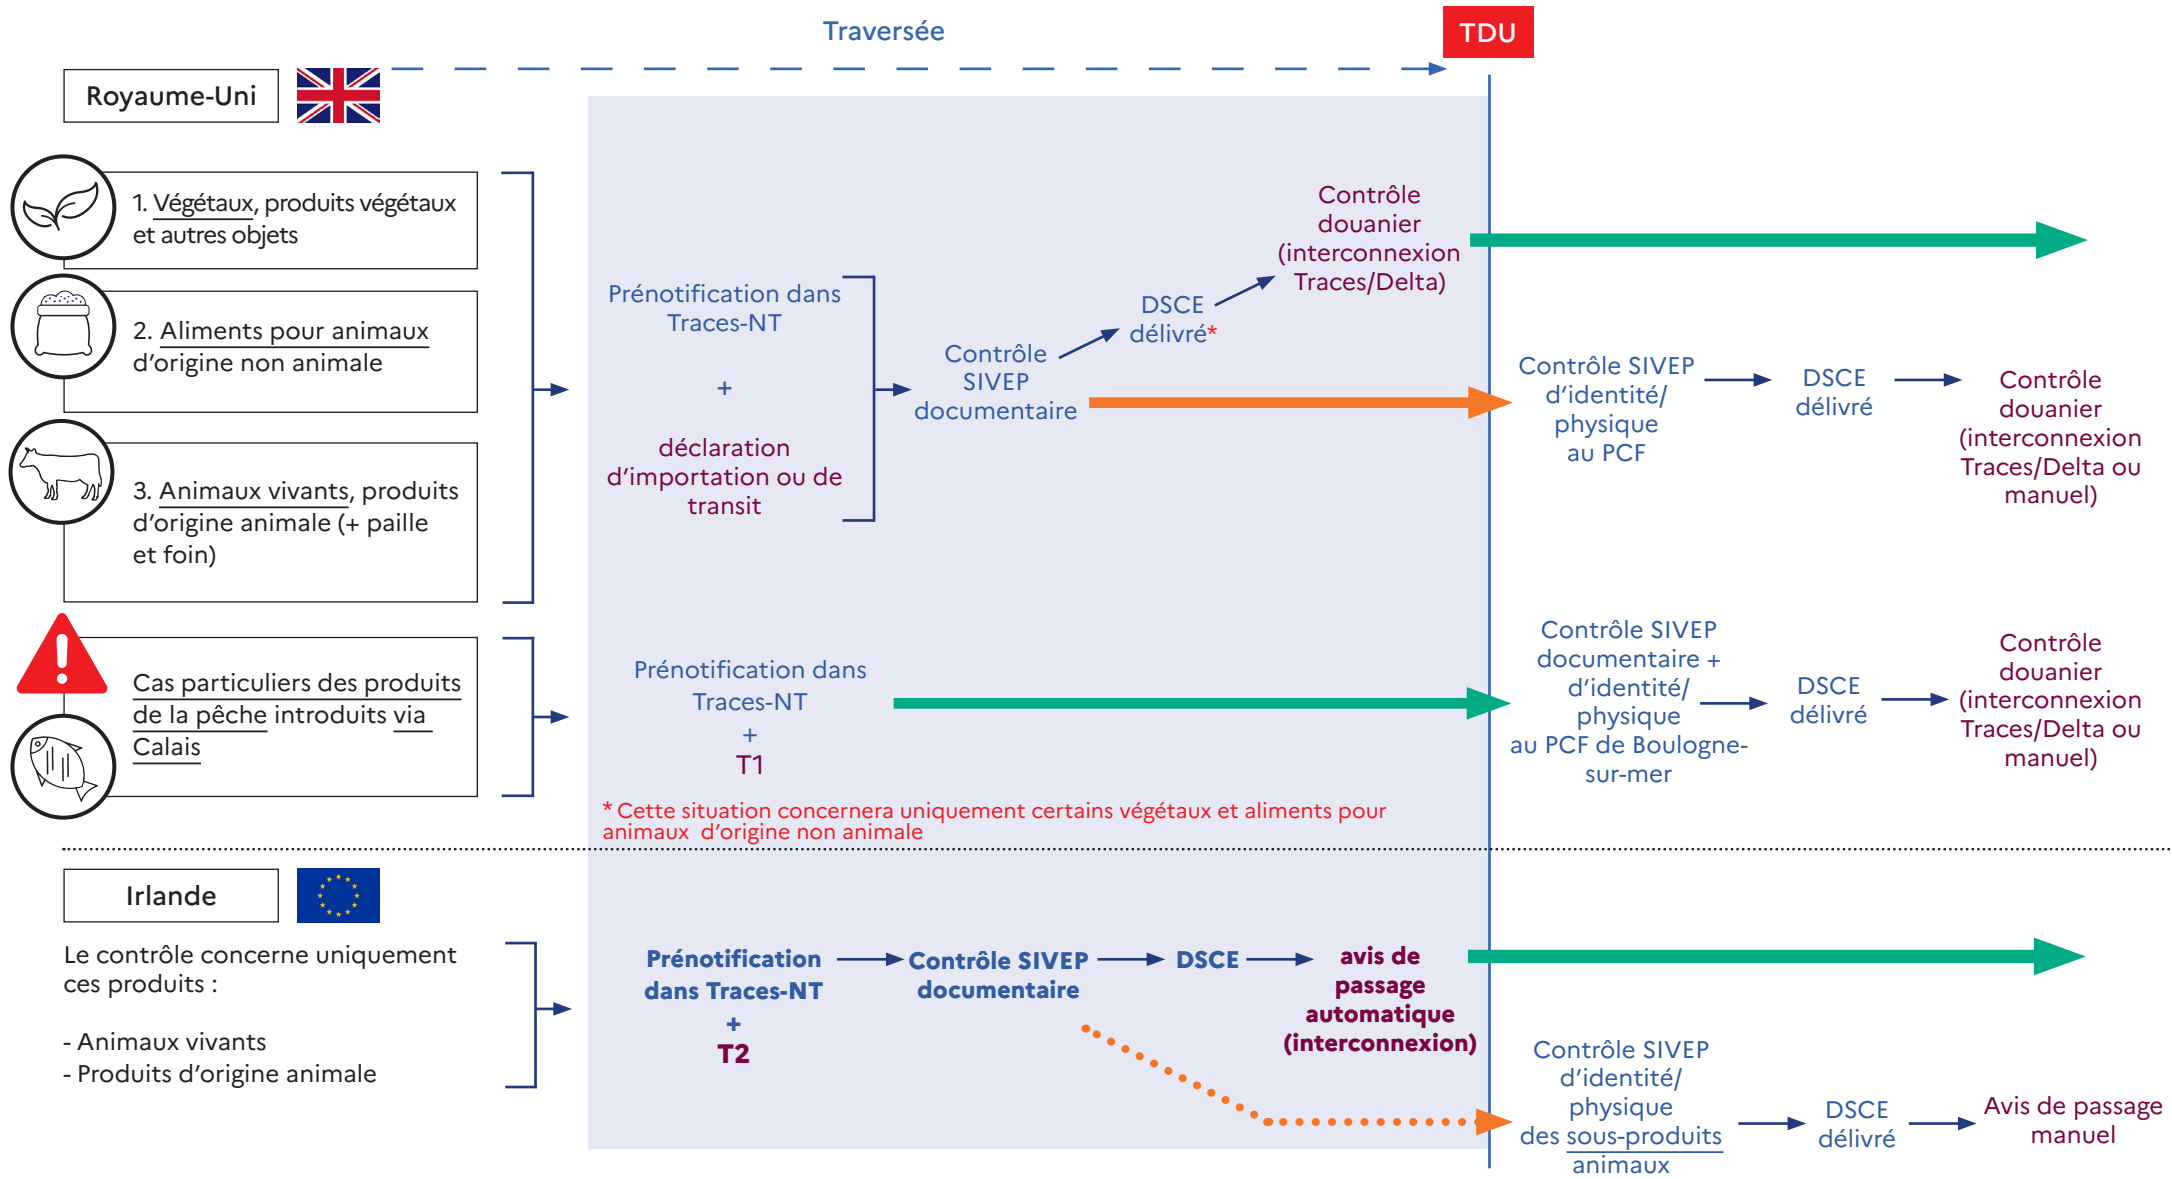 Traversée
TDU
Royaume-Uni
1. Végétaux, produits végétaux
et autres objets
2. Aliments pour animaux
d’origine non animale
3. Animaux vivants, produits
d’origine animale (+ paille
et foin)
Prénotification dans
Traces-NT
+
déclaration
d’importation ou de
transit
Contrôle
SIVEP
documentaire
DSCE
délivré*
Contrôle
douanier
(interconnexion
Traces/Delta)
Contrôle SIVEP
d’identité/
physique
au PCF
DSCE
délivré
Contrôle
douanier
(interconnexion
Traces/Delta ou
manuel)
Cas particuliers des produits
de la pêche introduits via
Calais
Prénotification dans
Traces-NT
+
T1
Contrôle SIVEP
documentaire +
d’identité/
physique
au PCF de Boulogne-
sur-mer
DSCE
délivré
Contrôle
douanier
(interconnexion
Traces/Delta ou
manuel)
* Cette situation concernera uniquement certains végétaux et aliments pour
animaux d’origine non animale
Irlande
Le contrôle concerne uniquement
ces produits :
- Animaux vivants
- Produits d’origine animale
Prénotification
dans Traces-NT
+
T2
Contrôle SIVEP
documentaire
DSCE
avis de
passage
automatique
(interconnexion)
Contrôle SIVEP
d’identité/
physique
des sous-produits
animaux
DSCE
délivré
Avis de passage
manuel